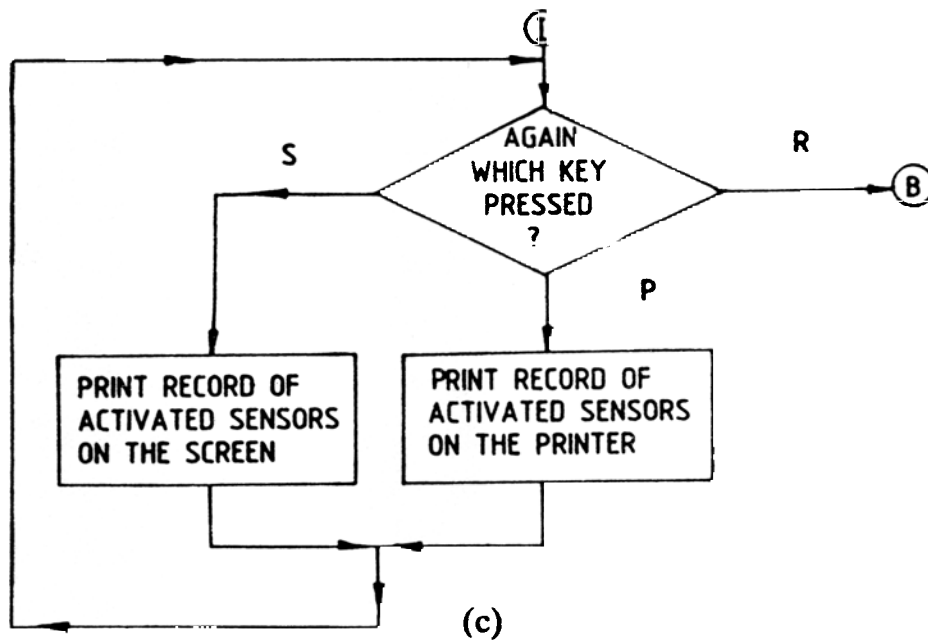 I
AGAIN
WHICH KEY
PRESSED
?
S
R
B
P
PRINT RECORD OF
ACTIVATED SENSORS
ON THE SCREEN
PRINT RECORD OF
ACTIVATED SENSORS
ON THE PRINTER
(c)